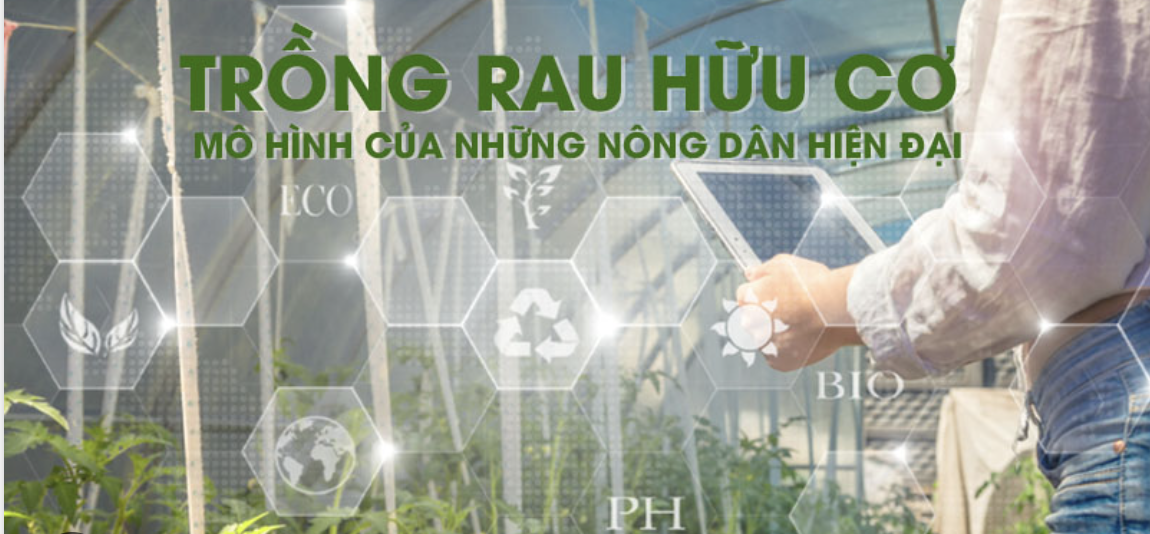 TRỒNG RAU HỮU CƠ
MÔ HÌNH CỦA NHỮNG NÔNG DÂN HIỆN ĐẠI
ECO
BIO
PH